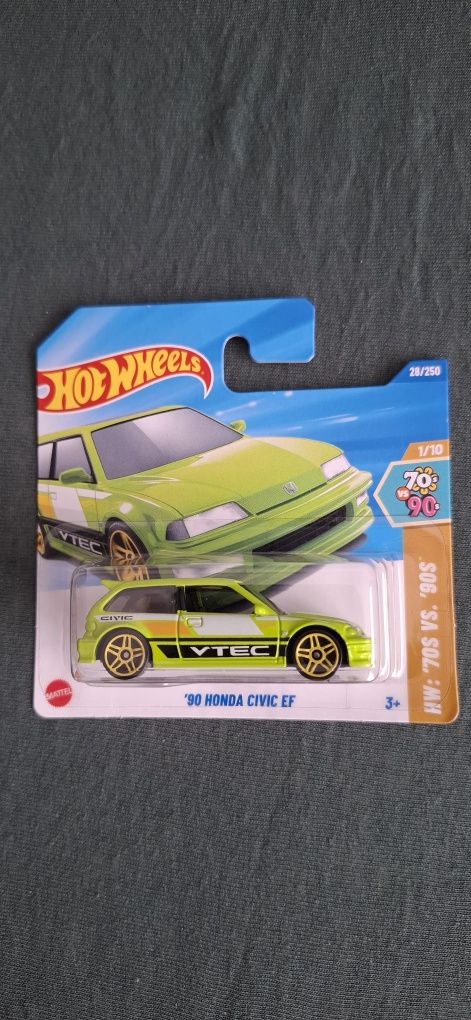 HOT WHEELS
28/250
1/10
70s
VS
90s
VTEC
HW: '70S VS. '90S™
CIVIC
VTEC
MATTEL
'90 HONDA CIVIC EF
3+